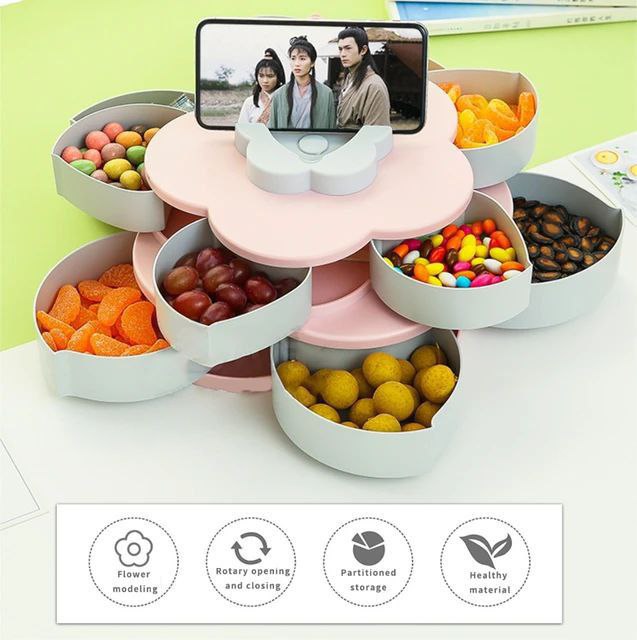 Flower
modeling
Rotary opening
and closing
Partitioned
storage
Healthy
material